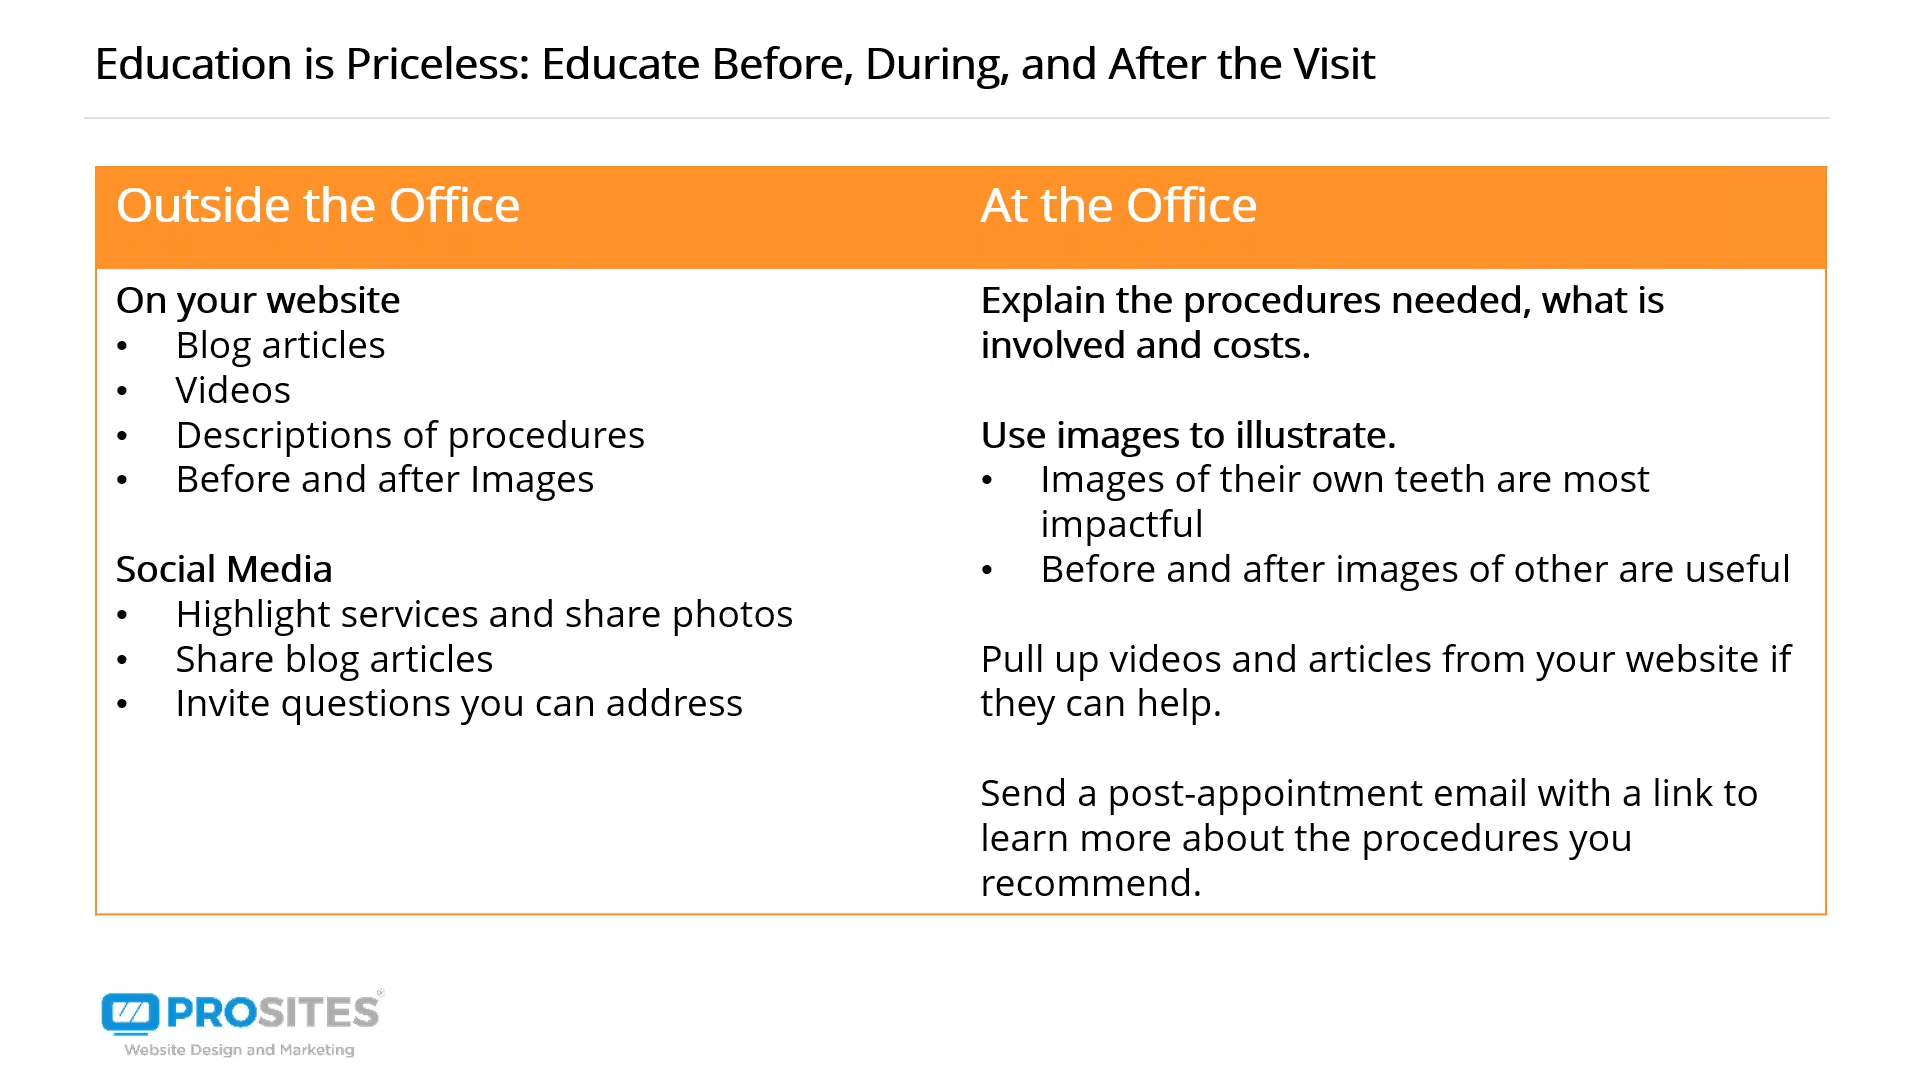 Education is Priceless: Educate Before, During, and After the Visit
Outside the Office
On your website
• Blog articles
• Videos
• Descriptions of procedures
• Before and after Images
Social Media
• Highlight services and share photos
• Share blog articles
• Invite questions you can address
At the Office
Explain the procedures needed, what is
involved and costs.
Use images to illustrate.
• Images of their own teeth are most
impactful
• Before and after images of other are useful
Pull up videos and articles from your website if
they can help.
Send a post-appointment email with a link to
learn more about the procedures you
recommend.
PROSITES®
Website Design and Marketing